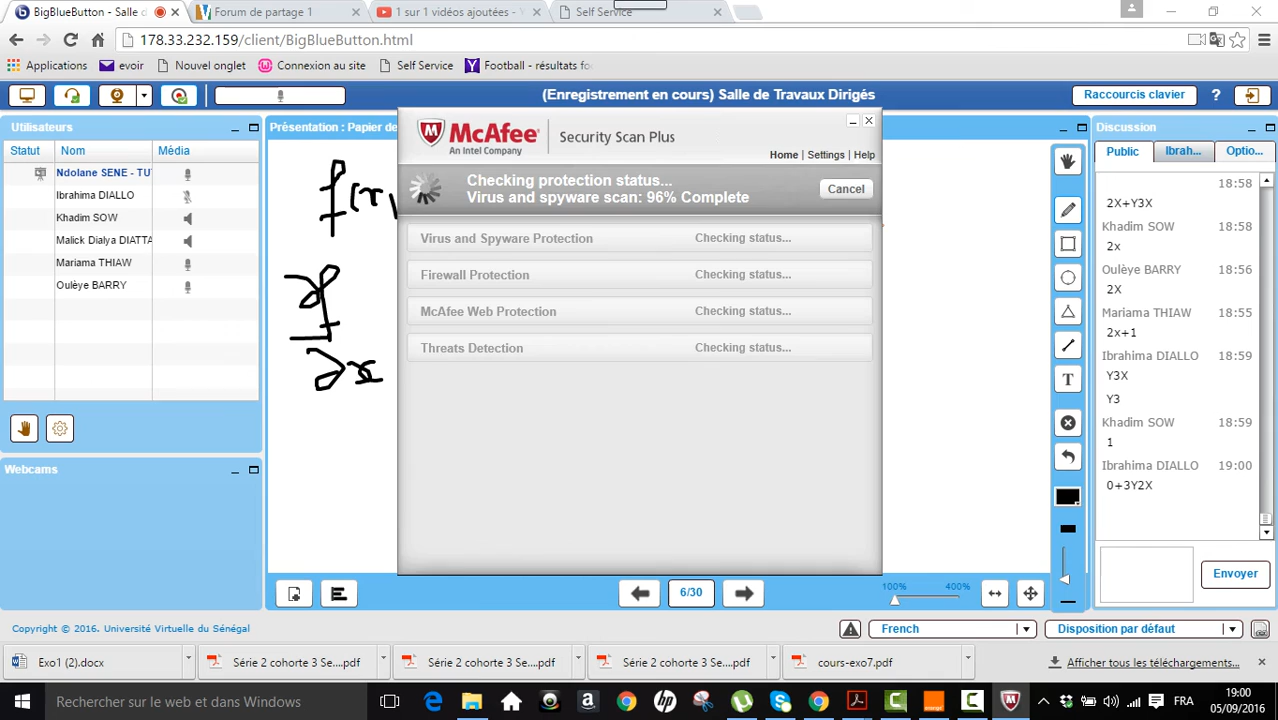 BigBlueButton - Salle d
Forum de partage 1
1 sur 1 vidéos ajoutées - Y
Self Service
178.33.232.159/client/BigBlueButton.html
Applications
evoir
Nouvel onglet
Connexion au site
Self Service
Football - résultats fo
(Enregistrement en cours) Salle de Travaux Dirigés
Raccourcis clavier
?
Utilisateurs
Présentation : Papier de
Discussion
Statut
Nom
Média
Ndolane SENE - TUT
Ibrahima DIALLO
Khadim SOW
Malick Dialya DIATTA
Mariama THIAW
Oulèye BARRY
Webcams
McAfee
An Intel Company
Security Scan Plus
Home | Settings | Help
Checking protection status...
Virus and spyware scan: 96% Complete
Cancel
Virus and Spyware Protection
Checking status...
Firewall Protection
Checking status...
McAfee Web Protection
Checking status...
Threats Detection
Checking status...
f(x,
∂f
∂x
T
Public
Ibrah...
Optio...
18:58
2X+Y3X
Khadim SOW 18:58
2x
Oulèye BARRY 18:56
2X
Mariama THIAW 18:55
2x+1
Ibrahima DIALLO 18:59
Y3X
Y3
Khadim SOW 18:59
1
Ibrahima DIALLO 19:00
0+3Y2X
Envoyer
6/30
100%
400%
Copyright © 2016. Université Virtuelle du Sénégal
French
Disposition par défaut
Exo1 (2).docx
Série 2 cohorte 3 Se....pdf
Série 2 cohorte 3 Se....pdf
Série 2 cohorte 3 Se....pdf
cours-exo7.pdf
Afficher tous les téléchargements...
Rechercher sur le web et dans Windows
FRA
19:00
05/09/2016